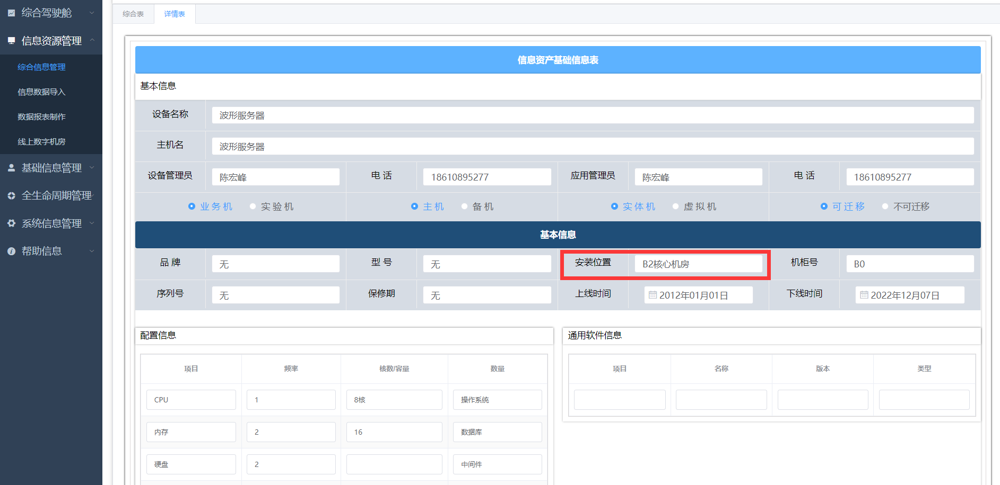 综合驾驶舱
信息资源管理
综合信息管理
信息数据导入
数据报表制作
线上数字机房
基础信息管理
全生命周期管理
系统信息管理
帮助信息
综合表 详情表
信息资产基础信息表
基本信息
设备名称 波形服务器
主机名 波形服务器
设备管理员 陈宏峰 电 话 18610895277 应用管理员 陈宏峰 电 话 18610895277
业务机 实验机 主机 备机 实体机 虚拟机 可迁移 不可迁移
基本信息
品 牌 无 型 号 无 安装位置 B2核心机房 机柜号 B0
序列号 无 保修期 无 上线时间 2012年01月01日 下线时间 2022年12月07日
配置信息
项目 频率 核数/容量 数量
CPU 1 8核 操作系统
内存 2 16 数据库
硬盘 2 中间件
通用软件信息
项目 名称 版本 类型